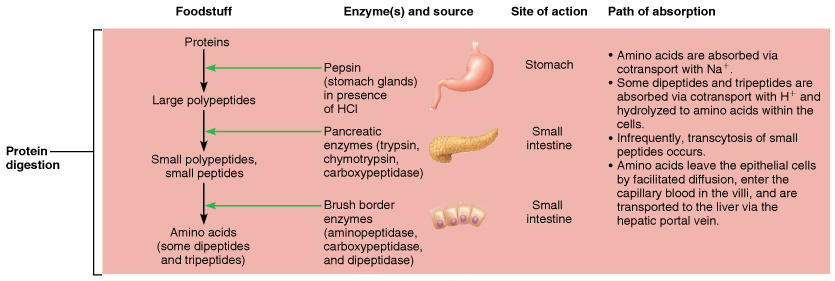 Foodstuff
Enzyme(s) and source
Site of action
Path of absorption
Protein
digestion
Proteins
Large polypeptides
Small polypeptides,
small peptides
Amino acids
(some dipeptides
and tripeptides)
Pepsin
(stomach glands)
in presence
of HCl
Pancreatic
enzymes (trypsin,
chymotrypsin,
carboxypeptidase)
Brush border
enzymes
(aminopeptidase,
carboxypeptidase,
and dipeptidase)
Stomach
Small
intestine
Small
intestine
• Amino acids are absorbed via
cotransport with Na⁺.
• Some dipeptides and tripeptides are
absorbed via cotransport with H⁺ and
hydrolyzed to amino acids within the
cells.
• Infrequently, transcytosis of small
peptides occurs.
• Amino acids leave the epithelial cells
by facilitated diffusion, enter the
capillary blood in the villi, and are
transported to the liver via the
hepatic portal vein.